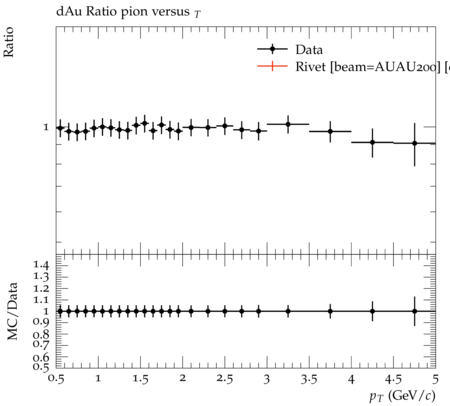 dAu Ratio pion versus T
Ratio
Data
Rivet [beam=AUAU200] [
1
MC/Data
1.4
1.3
1.2
1.1
1
0.9
0.8
0.7
0.6
0.5
0.5 1 1.5 2 2.5 3 3.5 4 4.5 5
pT (GeV/c)